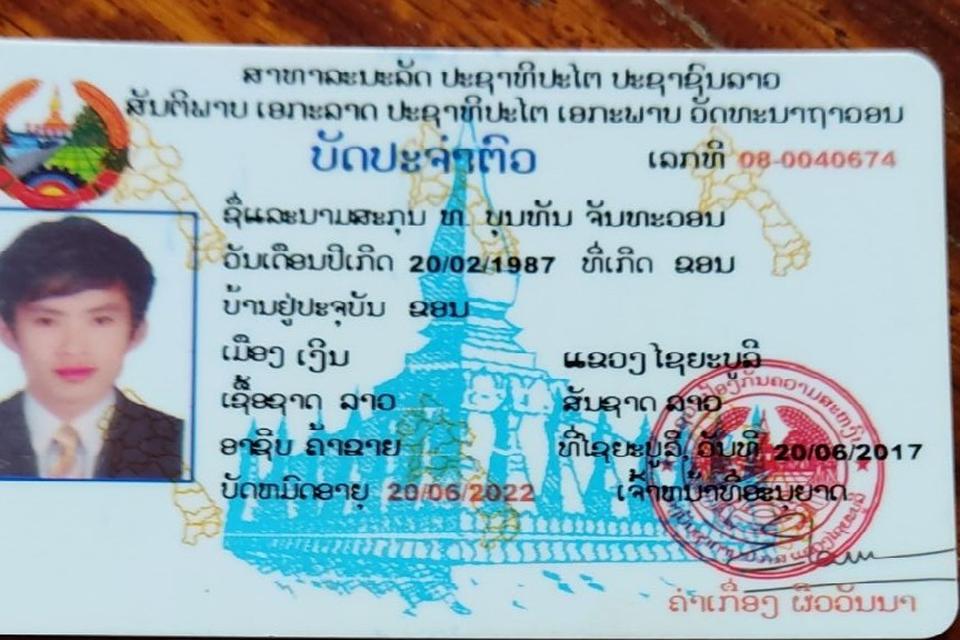 ສາທາລະນະລັດ ປະຊາທິປະໄຕ ປະຊາຊົນລາວ
ສັນຕິພາບ ເອກະລາດ ປະຊາທິປະໄຕ ເອກະພາບ ວັດທະນາຖາວອນ
ບັດປະຈຳຕົວ ເລກທີ 08-0040674
ຊື່ແລະນາມສະກຸນ ທ. ບຸນທັນ ຈັນທະວອນ
ວັນເດືອນປີເກີດ 20/02/1987 ທີ່ເກີດ ຂອນ
ບ້ານຢູ່ປະຈຸບັນ ຂອນ
ເມືອງ ເງິນ ແຂວງ ໄຊຍະບູລີ
ເຊື້ອຊາດ ລາວ ສັນຊາດ ລາວ
ອາຊີບ ຄ້າຂາຍ ທີ່ໄຊຍະບູລີ, ວັນທີ 20/06/2017
ບັດຫມົດອາຍຸ 20/06/2022 ເຈົ້າຫນ້າທີ່ອະນຸຍາດ
ຄຳເກື່ອງ ຜິວວັນນາ